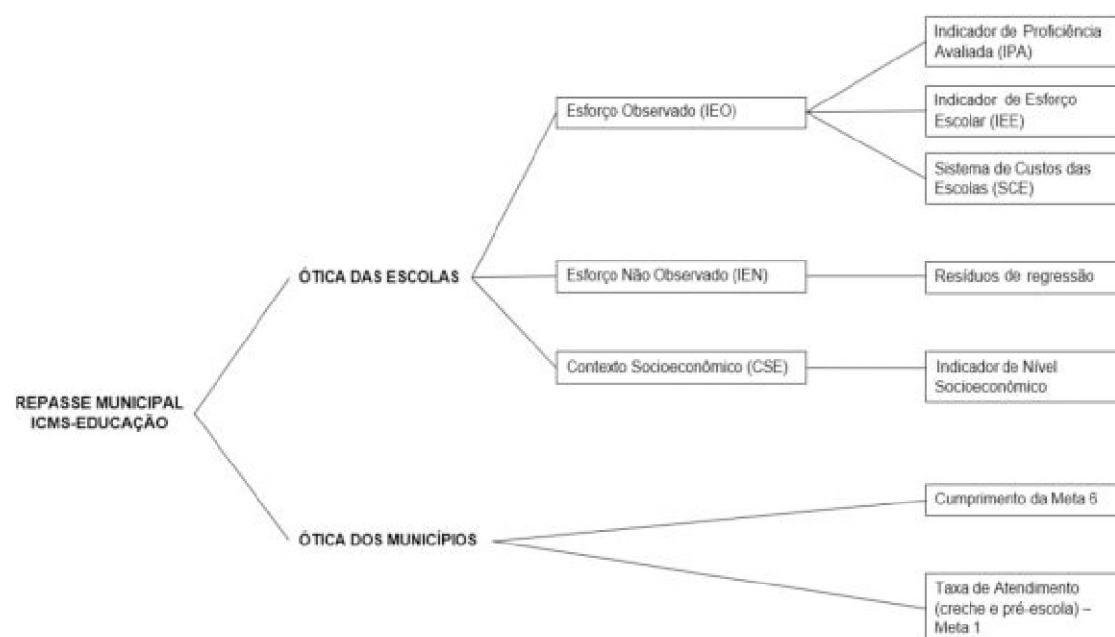 REPASSE MUNICIPAL
ICMS-EDUCAÇÃO
ÓTICA DAS ESCOLAS
Esforço Observado (IEO)
Indicador de Proficiência
Avaliada (IPA)
Indicador de Esforço
Escolar (IEE)
Sistema de Custos das
Escolas (SCE)
Esforço Não Observado (IEN)
Resíduos de regressão
Contexto Socioeconômico (CSE)
Indicador de Nível
Socioeconômico
ÓTICA DOS MUNICÍPIOS
Cumprimento da Meta 6
Taxa de Atendimento
(creche e pré-escola) –
Meta 1